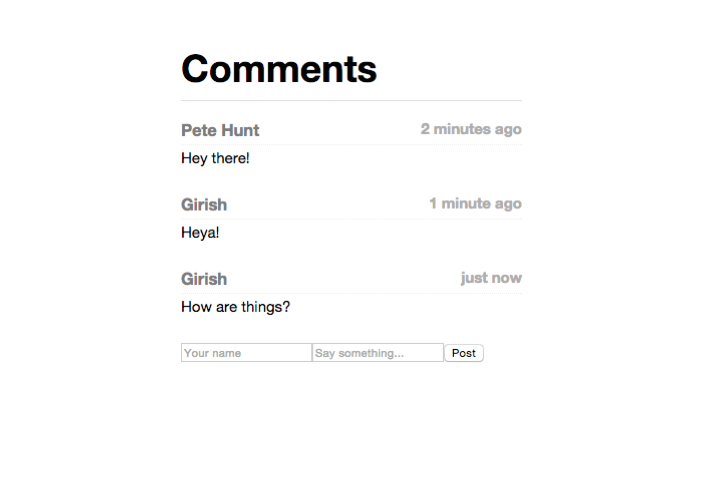 Comments
Pete Hunt 2 minutes ago
Hey there!
Girish 1 minute ago
Heya!
Girish just now
How are things?
Your name Say something... Post